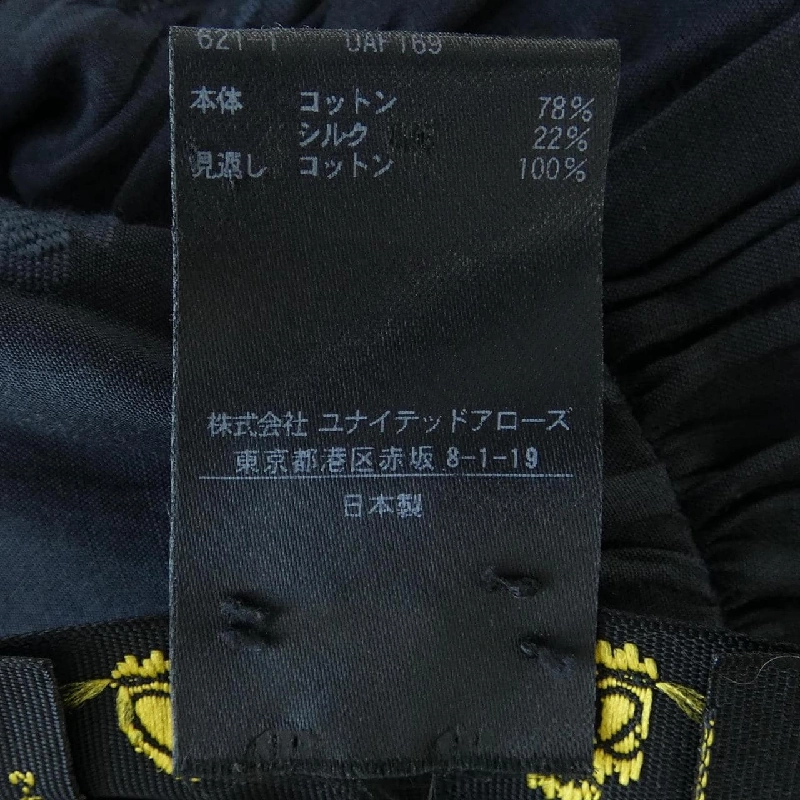 621 1 UAF169
本体 コットン 78%
シルク 22%
見返し コットン 100%
株式会社 ユナイテッドアローズ
東京都港区赤坂 8-1-19
日本製